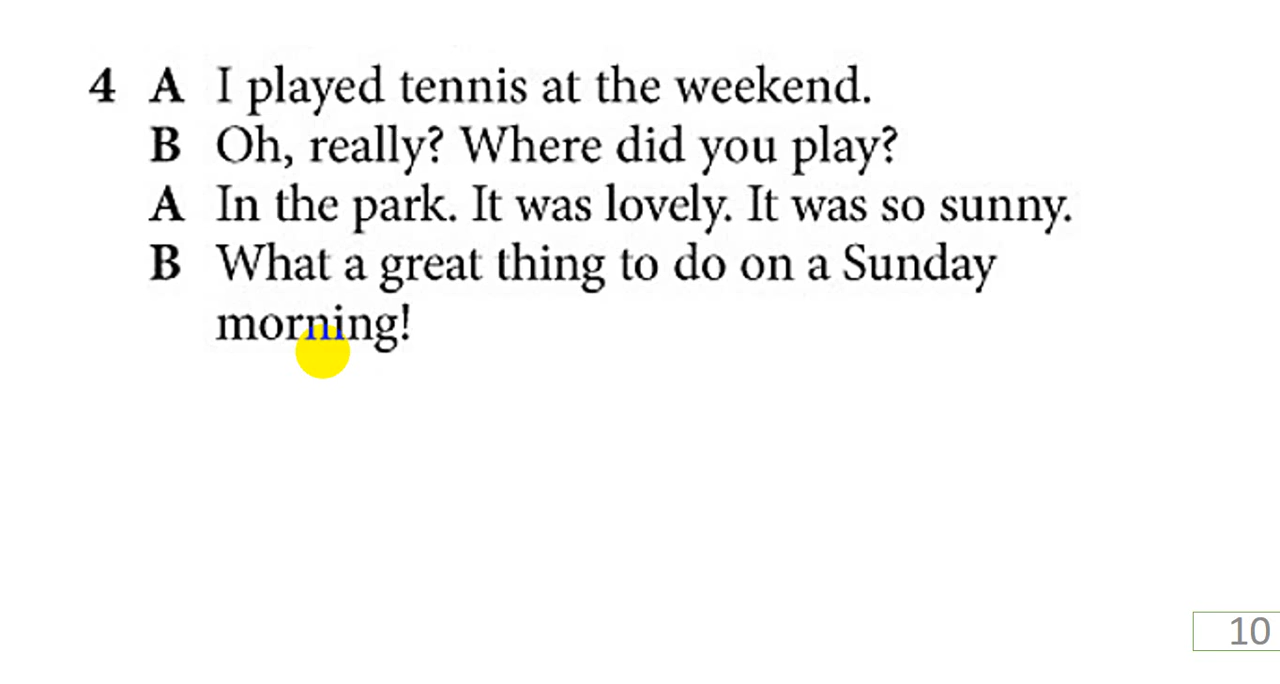 4 A I played tennis at the weekend.
B Oh, really? Where did you play?
A In the park. It was lovely. It was so sunny.
B What a great thing to do on a Sunday
morning!
10